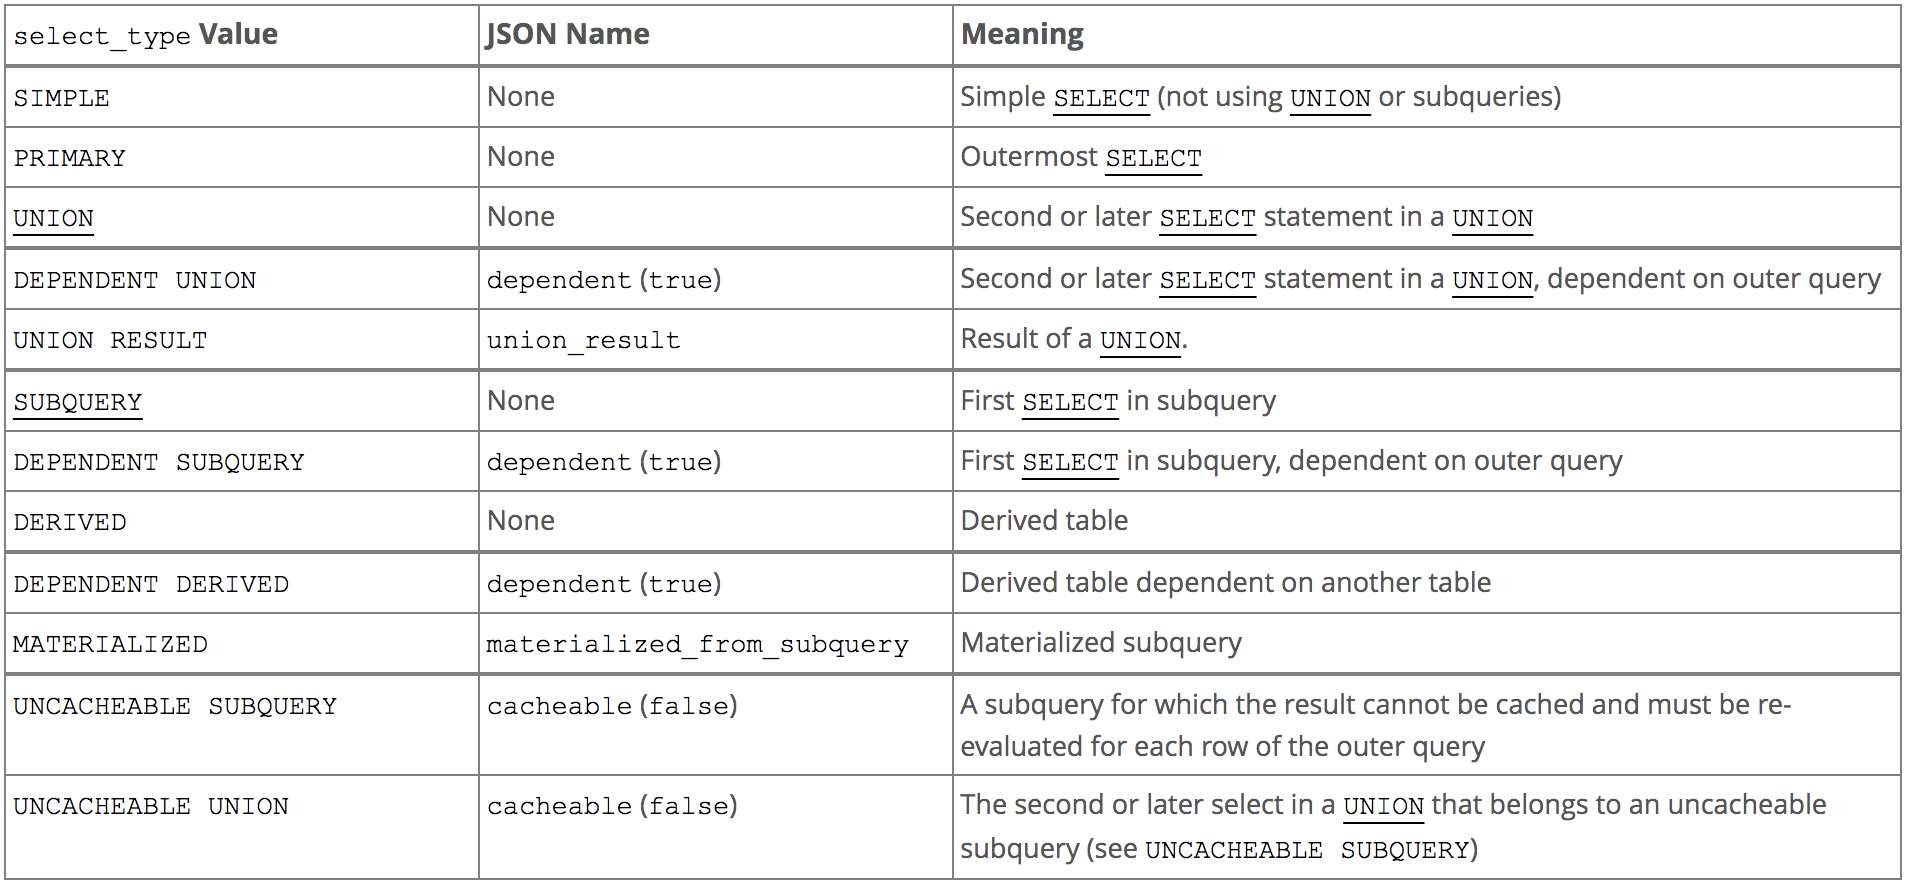 select_type Value JSON Name Meaning
SIMPLE None Simple SELECT (not using UNION or subqueries)
PRIMARY None Outermost SELECT
UNION None Second or later SELECT statement in a UNION
DEPENDENT UNION dependent (true) Second or later SELECT statement in a UNION, dependent on outer query
UNION RESULT union_result Result of a UNION.
SUBQUERY None First SELECT in subquery
DEPENDENT SUBQUERY dependent (true) First SELECT in subquery, dependent on outer query
DERIVED None Derived table
DEPENDENT DERIVED dependent (true) Derived table dependent on another table
MATERIALIZED materialized_from_subquery Materialized subquery
UNCACHEABLE SUBQUERY cacheable (false) A subquery for which the result cannot be cached and must be re-
evaluated for each row of the outer query
UNCACHEABLE UNION cacheable (false) The second or later select in a UNION that belongs to an uncacheable
subquery (see UNCACHEABLE SUBQUERY)